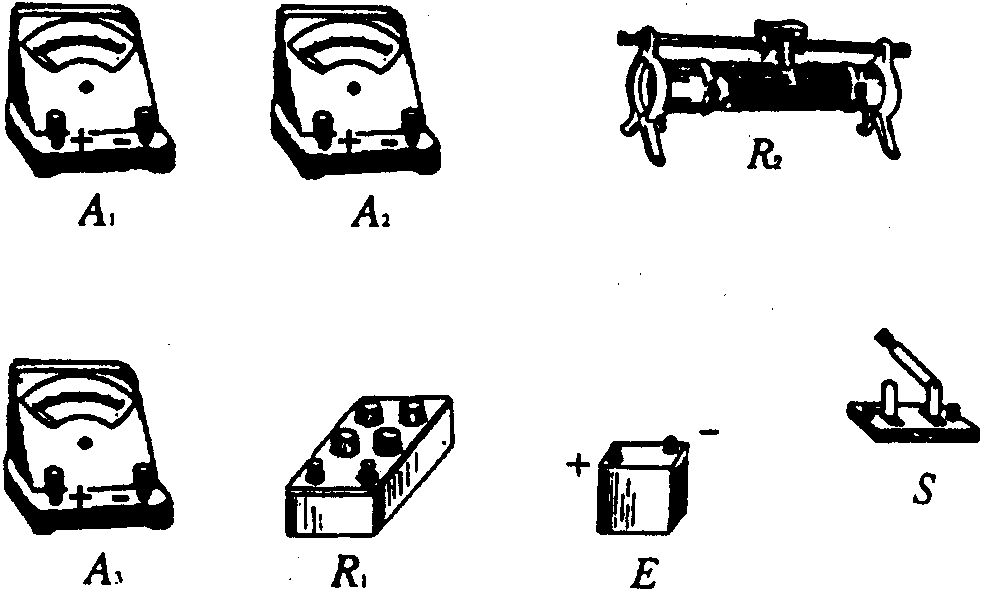 + -
+ -
A₁ A₂ R₂
+ -
+ -
S
A₃ R₁ E